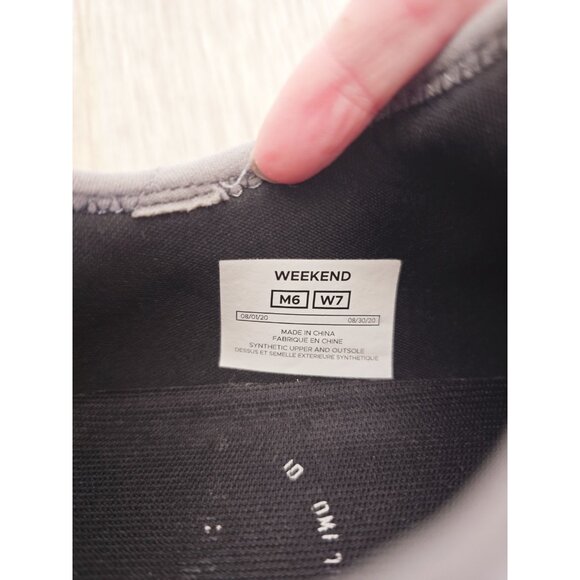 WEEKEND
M6 W7
08/01/20 08/30/20
MADE IN CHINA
FABRIQUE EN CHINE
SYNTHETIC UPPER AND OUTSOLE
DESSUS ET SEMELLE EXTERIEURE SYNTHETIQUE